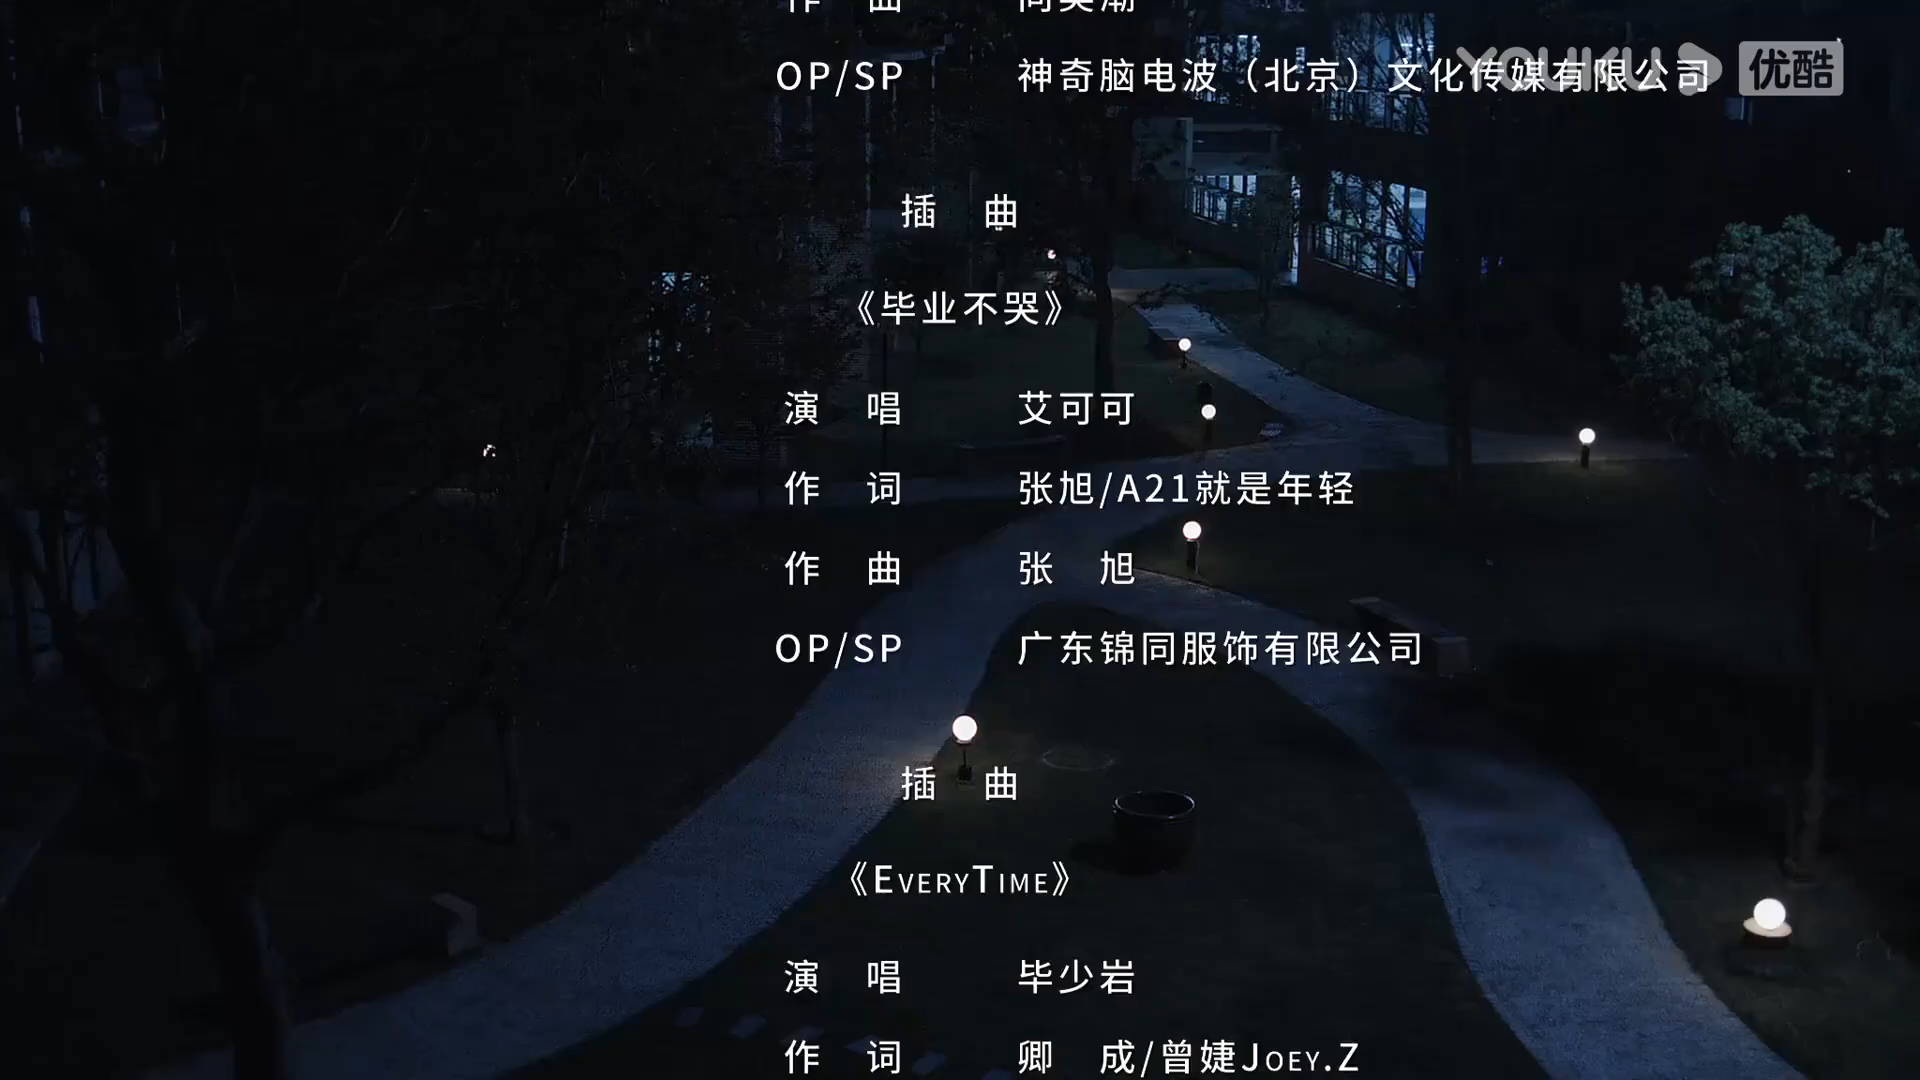 作 曲
OP/SP 神奇脑电波（北京）文化传媒有限公司
YOUKU 优酷
插 曲
《毕业不哭》
演 唱 艾可可
作 词 张旭/A21就是年轻
作 曲 张 旭
OP/SP 广东锦同服饰有限公司
插 曲
《EVERYTIME》
演 唱 毕少岩
作 词 卿 成/曾婕JOEY.Z